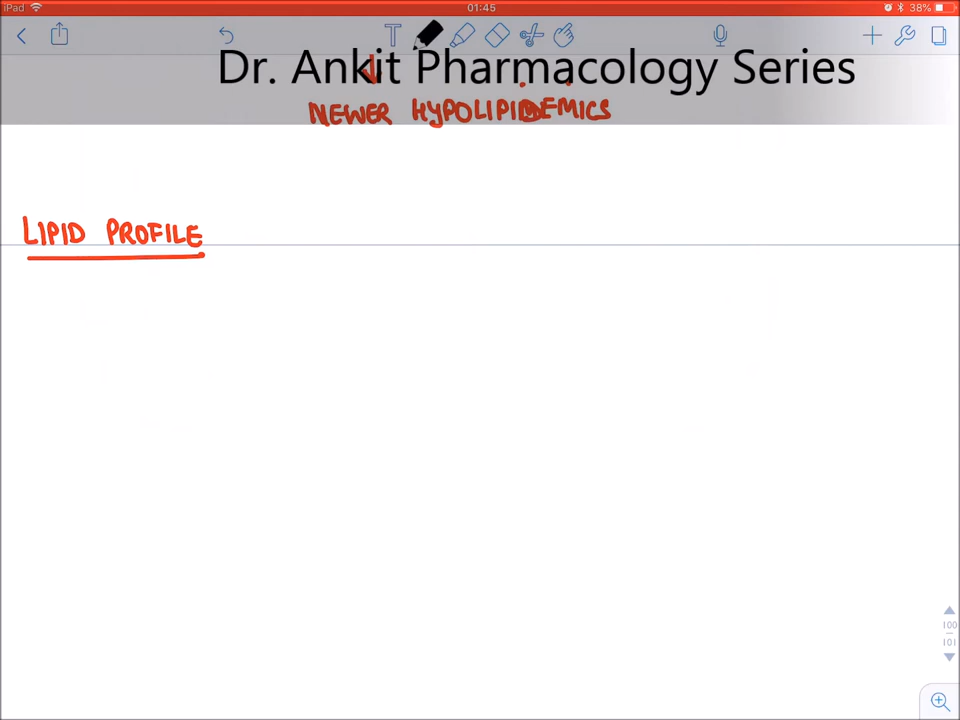 iPad 01:45 38%
T
Dr. Ankit Pharmacology Series
NEWER HYPOLIPIDEMICS
LIPID PROFILE
100
101